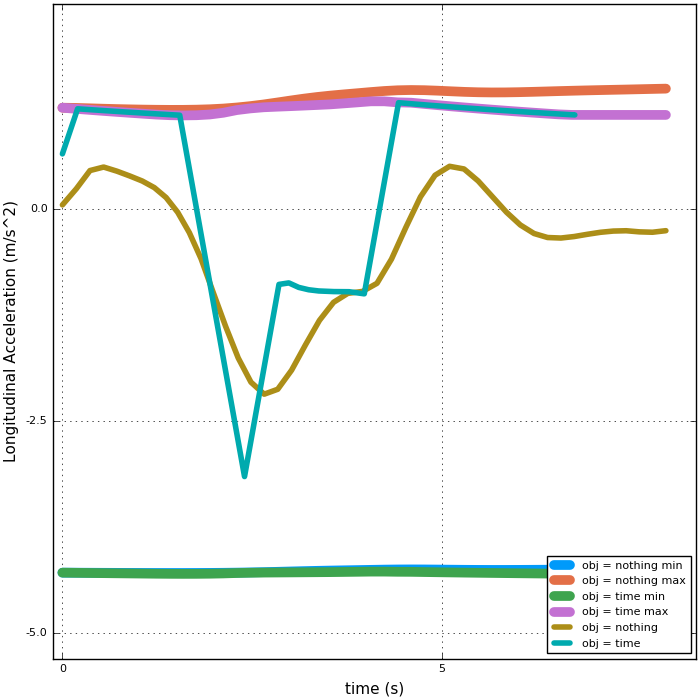 Longitudinal Acceleration (m/s^2)
0.0
-2.5
-5.0
0
5
time (s)
obj = nothing min
obj = nothing max
obj = time min
obj = time max
obj = nothing
obj = time